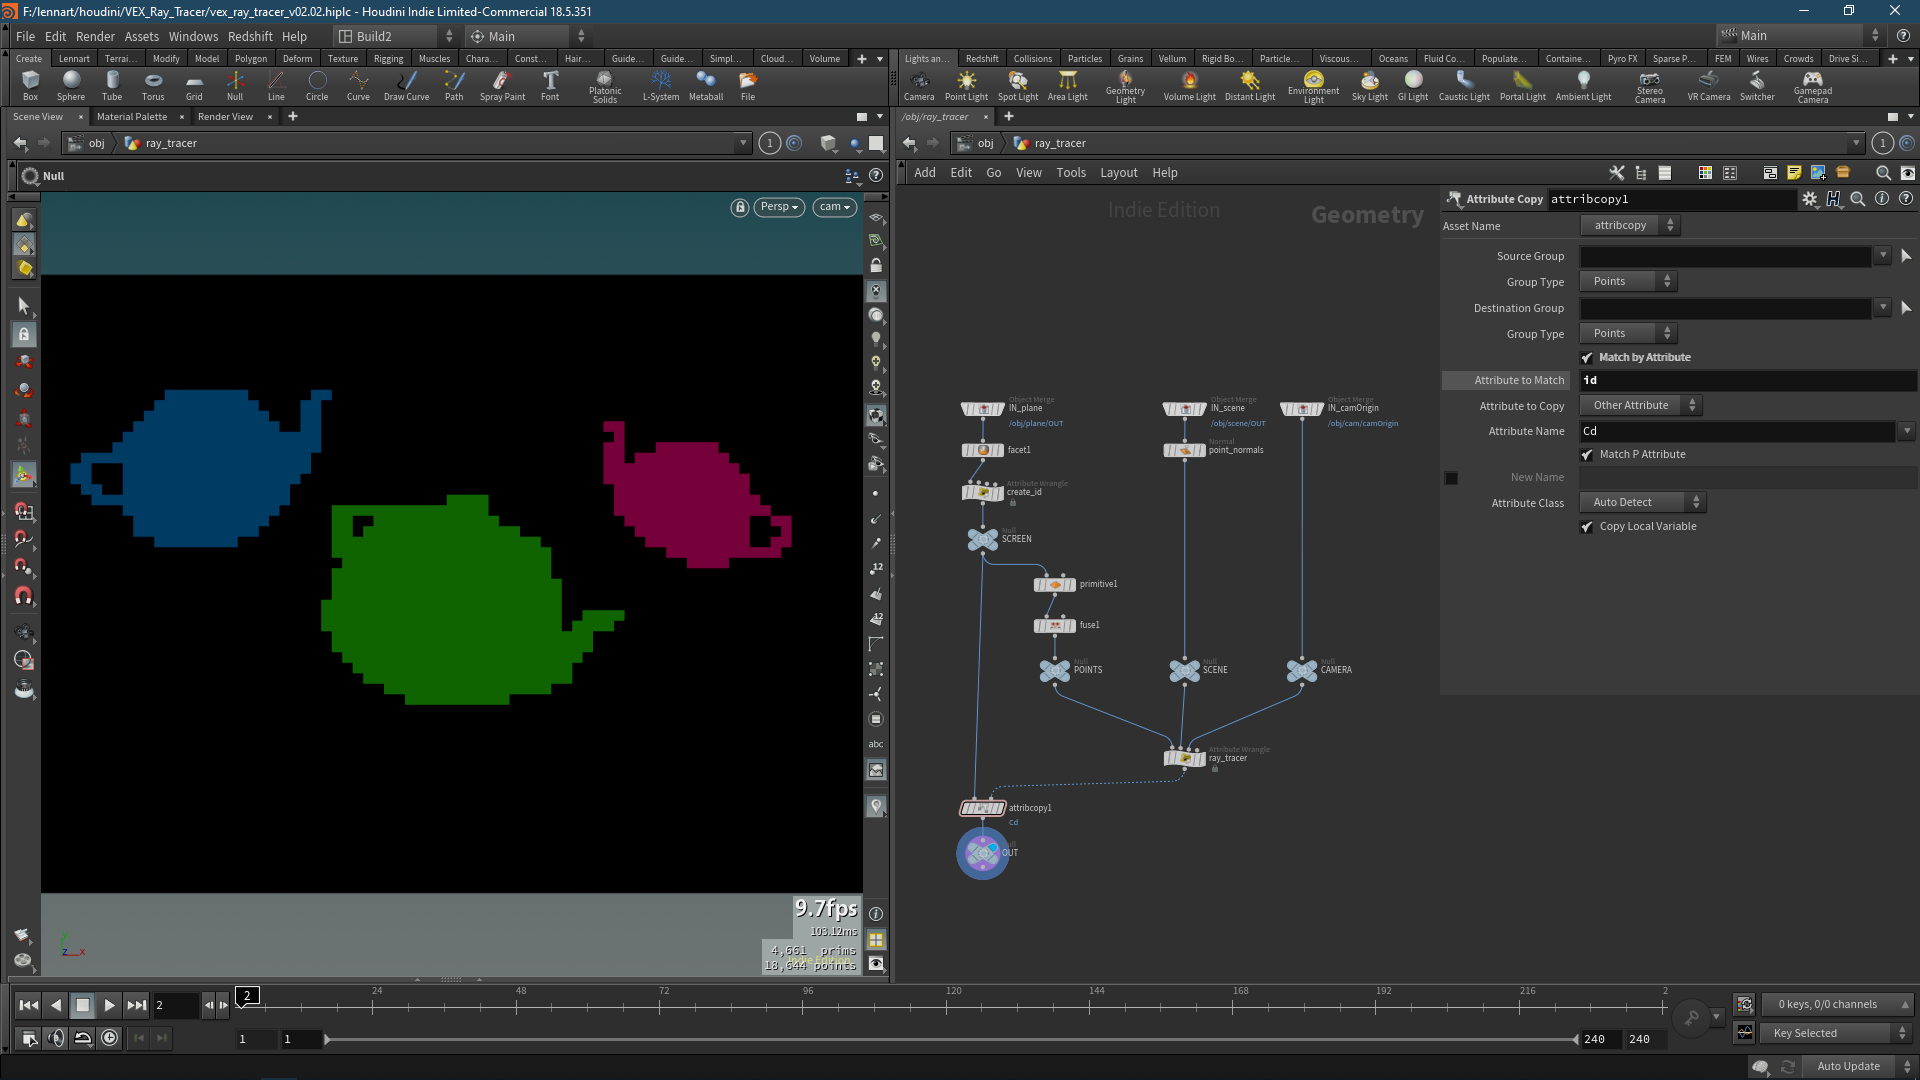 F:/lennart/houdini/VEX_Ray_Tracer/vex_ray_tracer_v02.02.hiplc - Houdini Indie Limited-Commercial 18.5.351
File Edit Render Assets Windows Redshift Help Build2 Main Main
Create Lennart Terrai... Modify Model Polygon Deform Texture Rigging Muscles Chara... Const... Hair... Guide... Guide... Simpl... Cloud... Volume
Box Sphere Tube Torus Grid Null Line Circle Curve Draw Curve Path Spray Paint Font Platonic Solids L-System Metaball File
Lights an... Redshift Collisions Particles Grains Vellum Rigid Bo... Particle... Viscous... Oceans Fluid Co... Populate... Containe... Pyro FX Sparse P... FEM Wires Crowds Drive Si...
Camera Point Light Spot Light Area Light Geometry Light Volume Light Distant Light Environment Light Sky Light GI Light Caustic Light Portal Light Ambient Light Stereo Camera VR Camera Switcher Gamepad Camera
Scene View Material Palette Render View
/obj/ray_tracer
obj ray_tracer 1
obj ray_tracer 1
Null
Add Edit Go View Tools Layout Help
Persp cam
Indie Edition
Geometry
Attribute Copy attribcopy1
Asset Name attribcopy
Source Group
Group Type Points
Destination Group
Group Type Points
Match by Attribute
Attribute to Match id
Attribute to Copy Other Attribute
Attribute Name Cd
Match P Attribute
New Name
Attribute Class Auto Detect
Copy Local Variable
Object Merge
IN_plane
/obj/plane/OUT
Object Merge
IN_scene
/obj/scene/OUT
Object Merge
IN_camOrigin
/obj/cam/camOrigin
facet1
Normal
point_normals
Attribute Wrangle
create_id
Null
SCREEN
primitive1
fuse1
Null
POINTS
Null
SCENE
Null
CAMERA
Attribute Wrangle
ray_tracer
attribcopy1
Cd
Null
OUT
12
12
abc
9.7fps
103.12ms
4,661 prims
Indie Edition
18,644 points
z x
2
2
24 48 72 96 120 144 168 192 216 2
0 keys, 0/0 channels
1 1 240 240
Key Selected
Auto Update